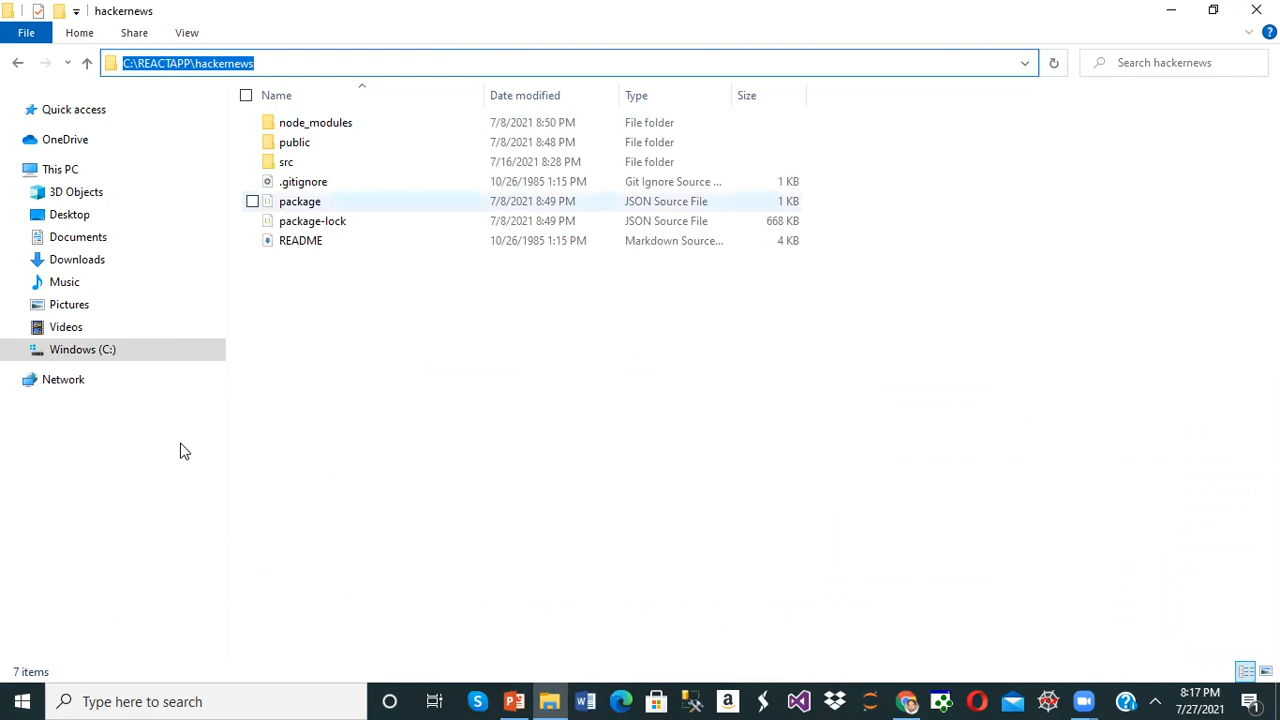 hackernews
File Home Share View
C:\REACTAPP\hackernews Search hackernews
Name Date modified Type Size
Quick access
OneDrive
This PC
3D Objects
Desktop
Documents
Downloads
Music
Pictures
Videos
Windows (C:)
Network
node_modules 7/8/2021 8:50 PM File folder
public 7/8/2021 8:48 PM File folder
src 7/16/2021 8:28 PM File folder
.gitignore 10/26/1985 1:15 PM Git Ignore Source ... 1 KB
package 7/8/2021 8:49 PM JSON Source File 1 KB
package-lock 7/8/2021 8:49 PM JSON Source File 668 KB
README 10/26/1985 1:15 PM Markdown Source... 4 KB
7 items
Type here to search
8:17 PM
7/27/2021